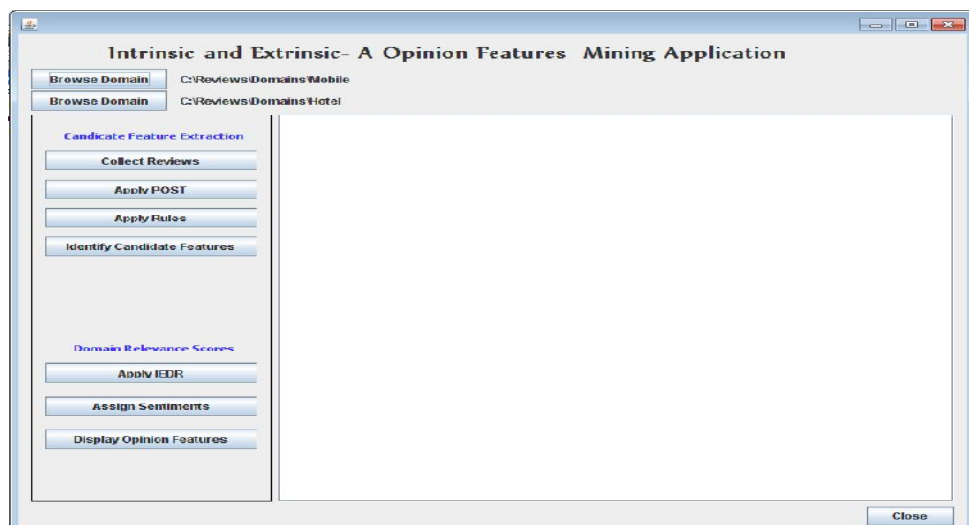 Intrinsic and Extrinsic- A Opinion Features Mining Application
Browse Domain C:\Reviews\Domains\Mobile
Browse Domain C:\Reviews\Domains\Hotel
Candicate Feature Extraction
Collect Reviews
Apply POST
Apply Rules
Identify Candidate Features
Domain Relevance Scores
Apply IEDR
Assign Sentiments
Display Opinion Features
Close